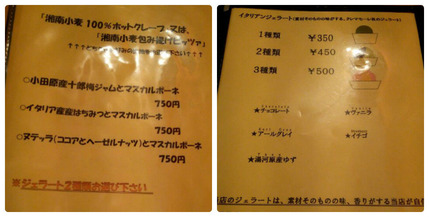 「湘南小麦 100%ホットクレープ又は、
「湘南小麦包み
○小田原産十郎梅ジャムとマスカルポーネ
750円
○イタリア産はちみつとマスカルポーネ
750円
○ヌテッラ(ココアとヘーゼルナッツ)とマスカルポーネ
750円
※ジェラート2種類お選び下さい
イタリアンジェラート
1種類 ¥350
2種類 ¥450
3種類 ¥500
★チョコレート ★ヴァニラ
★アールグレイ ★イチゴ
★湯河原産ゆず
店のジェラートは、素材そのものの味、香りがする当店が自